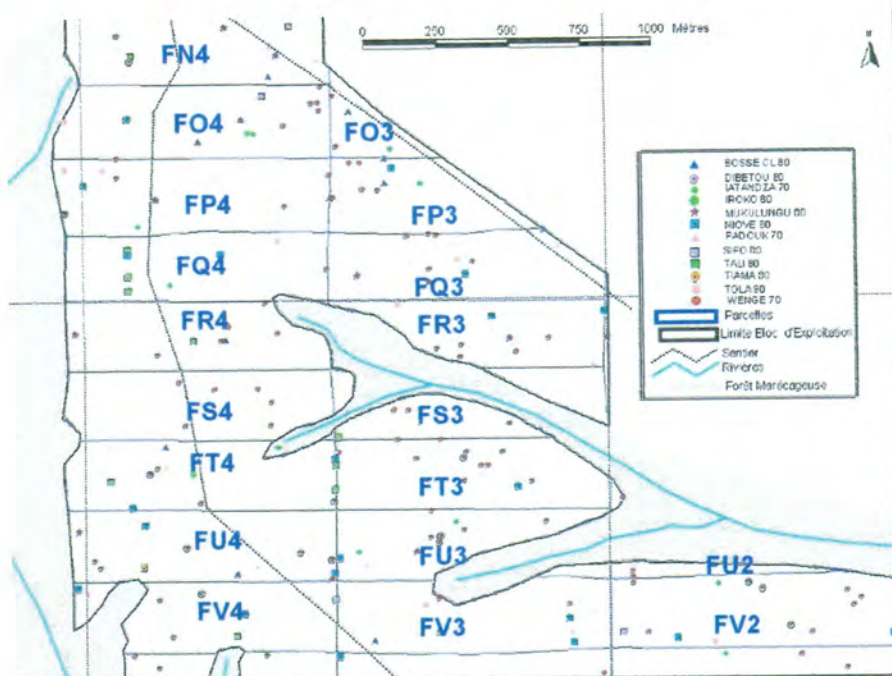 0 250 500 750 1000 Mètres
N
FN4
FO4
FO3
FP4
FP3
FQ4
FQ3
FR4
FR3
FS4
FS3
FT4
FT3
FU4
FU3
FU2
FV4
FV3
FV2
BOSSE CL 80
DIBETOU 80
IATANDZA 70
IROKO 80
MUKULUNGU 80
NIOVE 60
PADOUK 70
SIPO 80
TALI 80
TIAMA 80
TOLA 90
WENGE 70
Parcelles
Limite Bloc d'Exploitation
Sentier
Rivières
Forêt Marécageuse